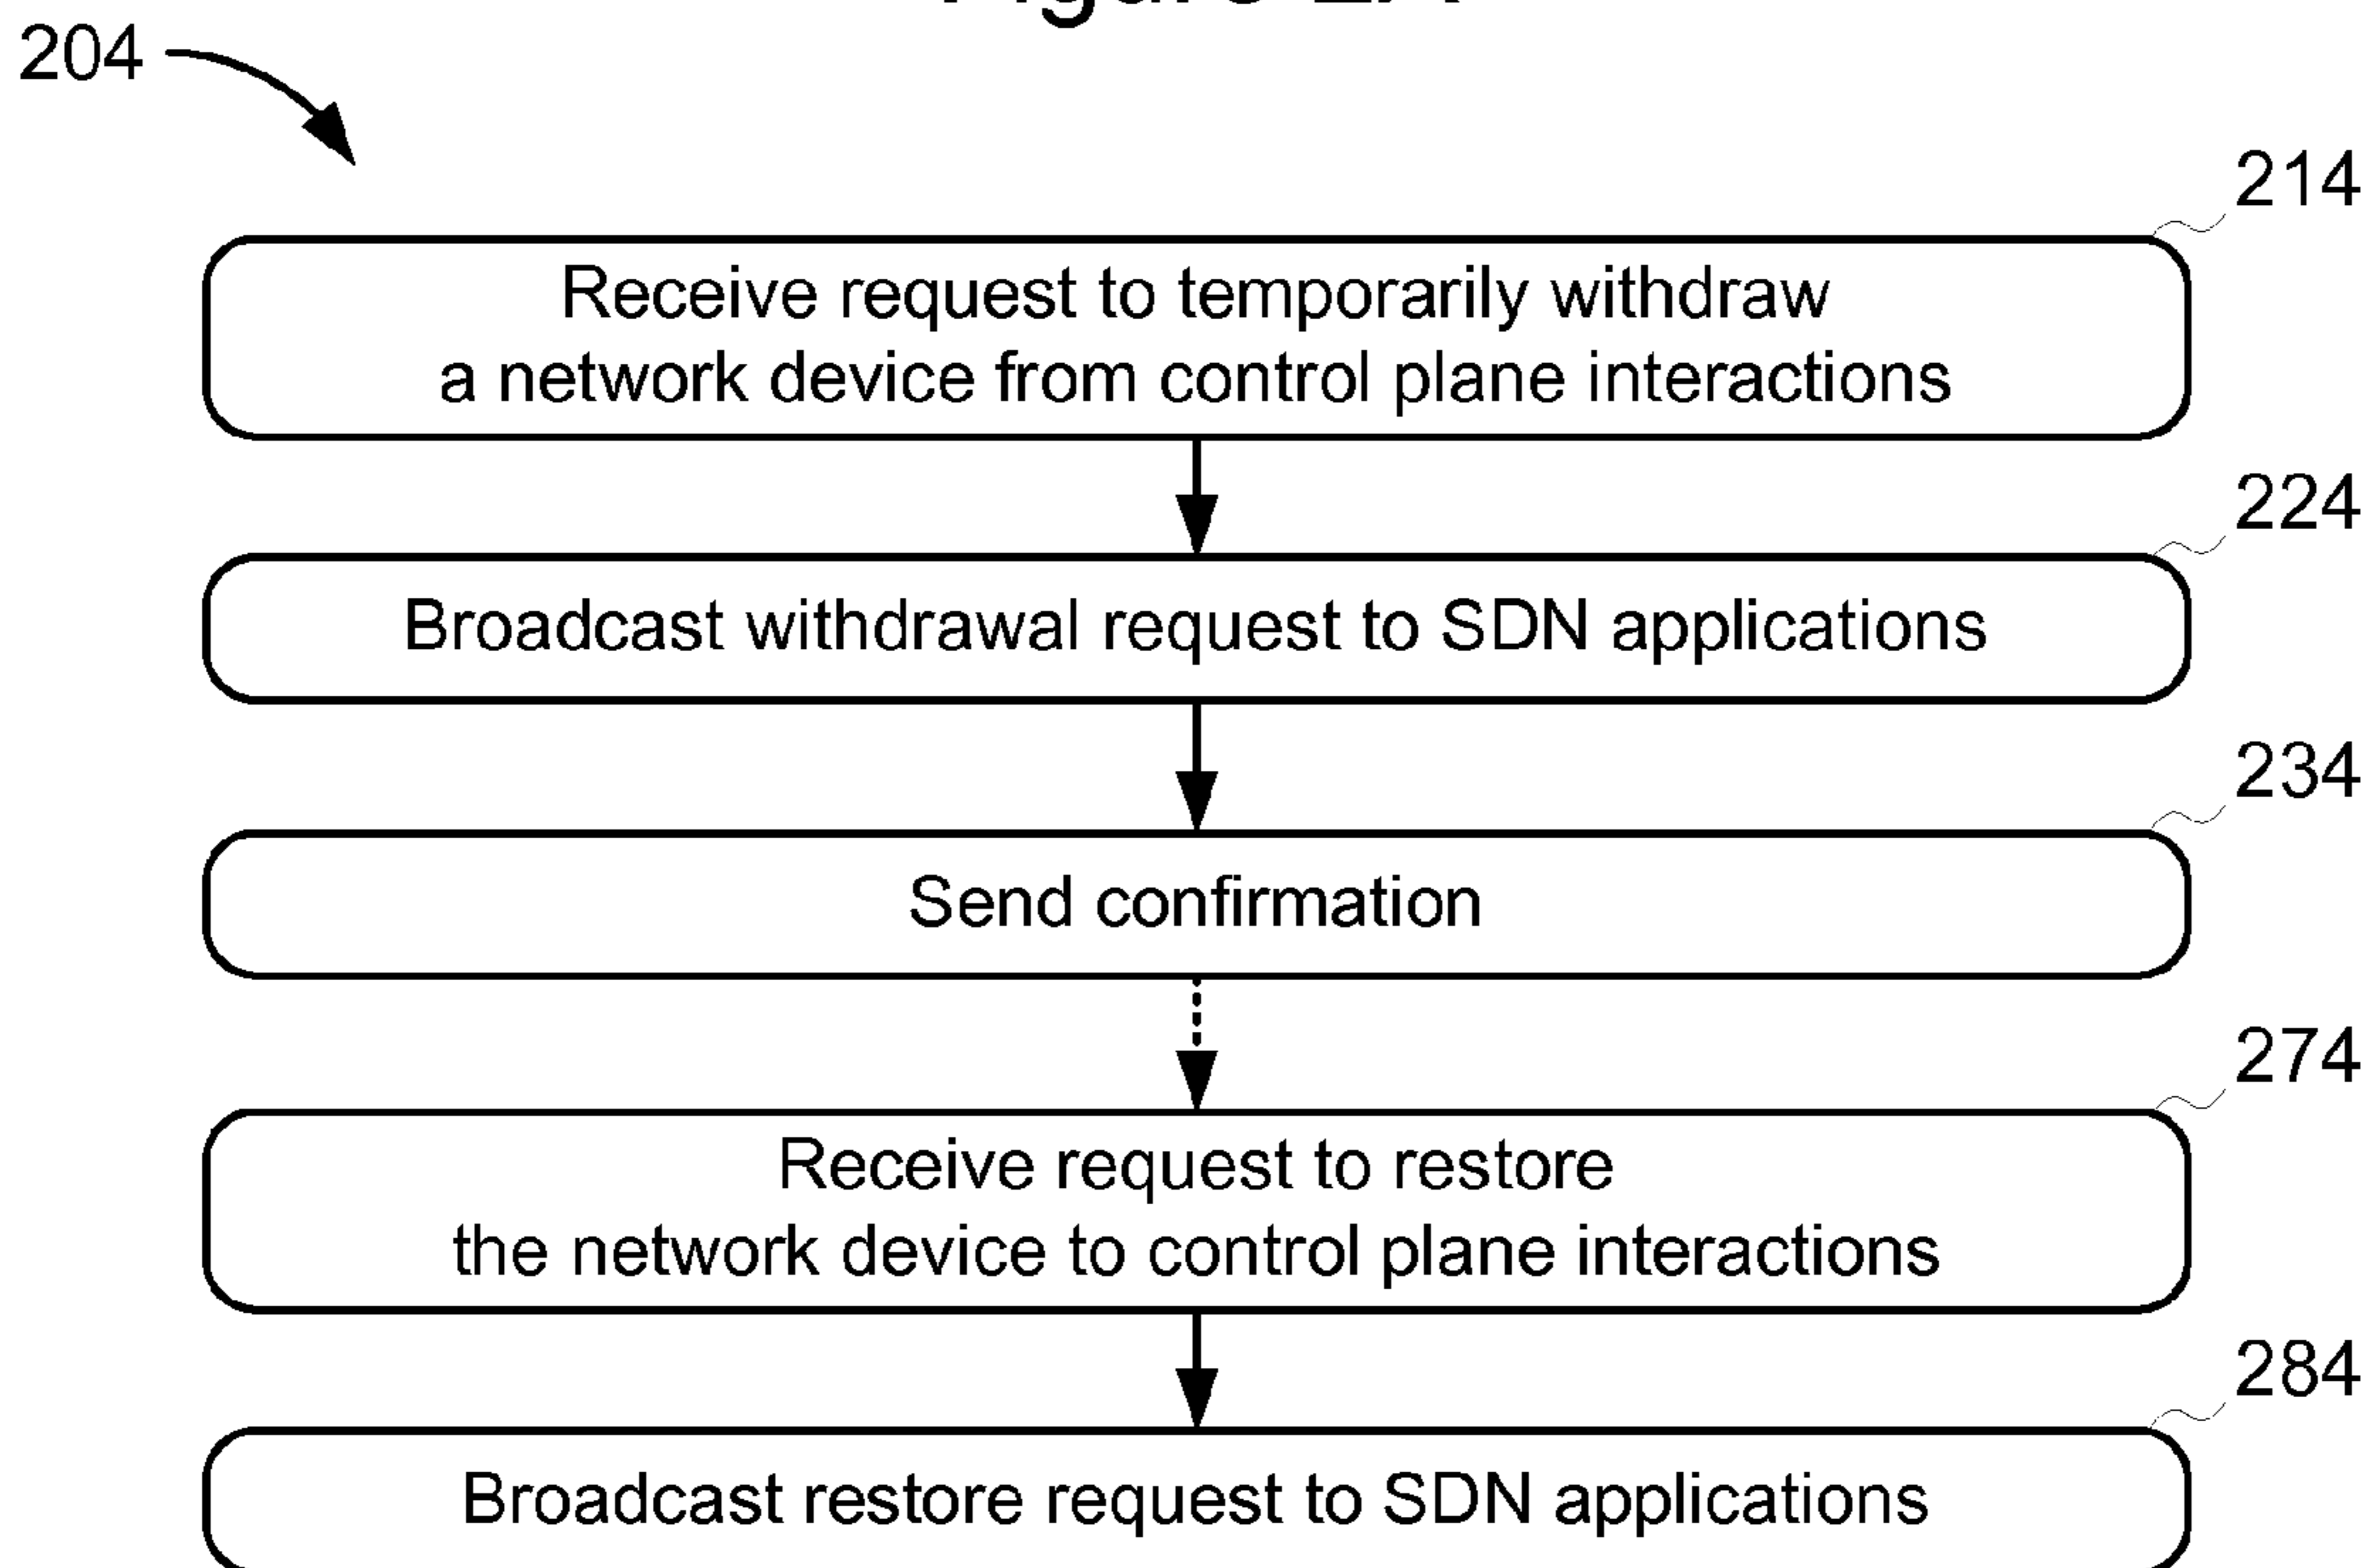 204
214
Receive request to temporarily withdraw
a network device from control plane interactions
224
Broadcast withdrawal request to SDN applications
234
Send confirmation
274
Receive request to restore
the network device to control plane interactions
284
Broadcast restore request to SDN applications